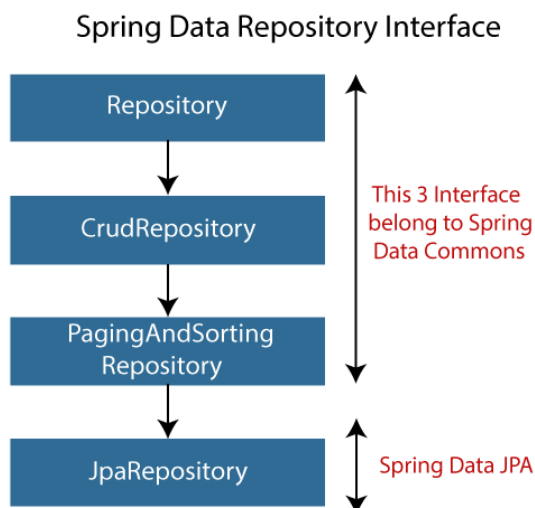 Spring Data Repository Interface
Repository
CrudRepository
This 3 Interface
belong to Spring
Data Commons
PagingAndSorting
Repository
JpaRepository
Spring Data JPA